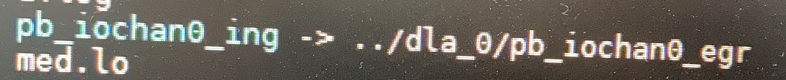 pb_iochan0_ing -> ../dla_0/pb_iochan0_egr
med.lo